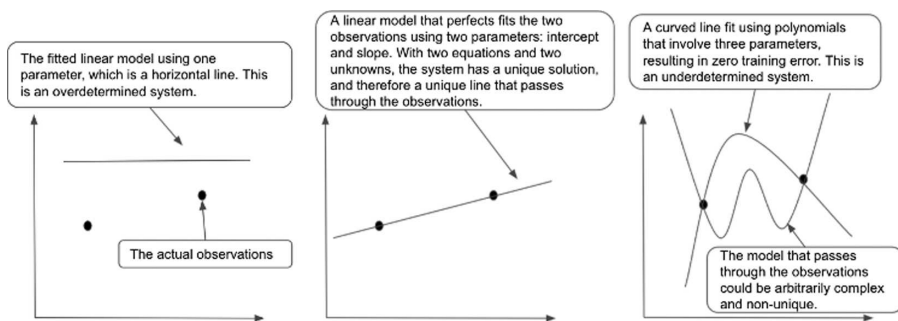 The fitted linear model using one
parameter, which is a horizontal line. This
is an overdetermined system.
The actual observations
A linear model that perfects fits the two
observations using two parameters: intercept
and slope. With two equations and two
unknowns, the system has a unique solution,
and therefore a unique line that passes
through the observations.
A curved line fit using polynomials
that involve three parameters,
resulting in zero training error. This is
an underdetermined system.
The model that passes
through the observations
could be arbitrarily complex
and non-unique.